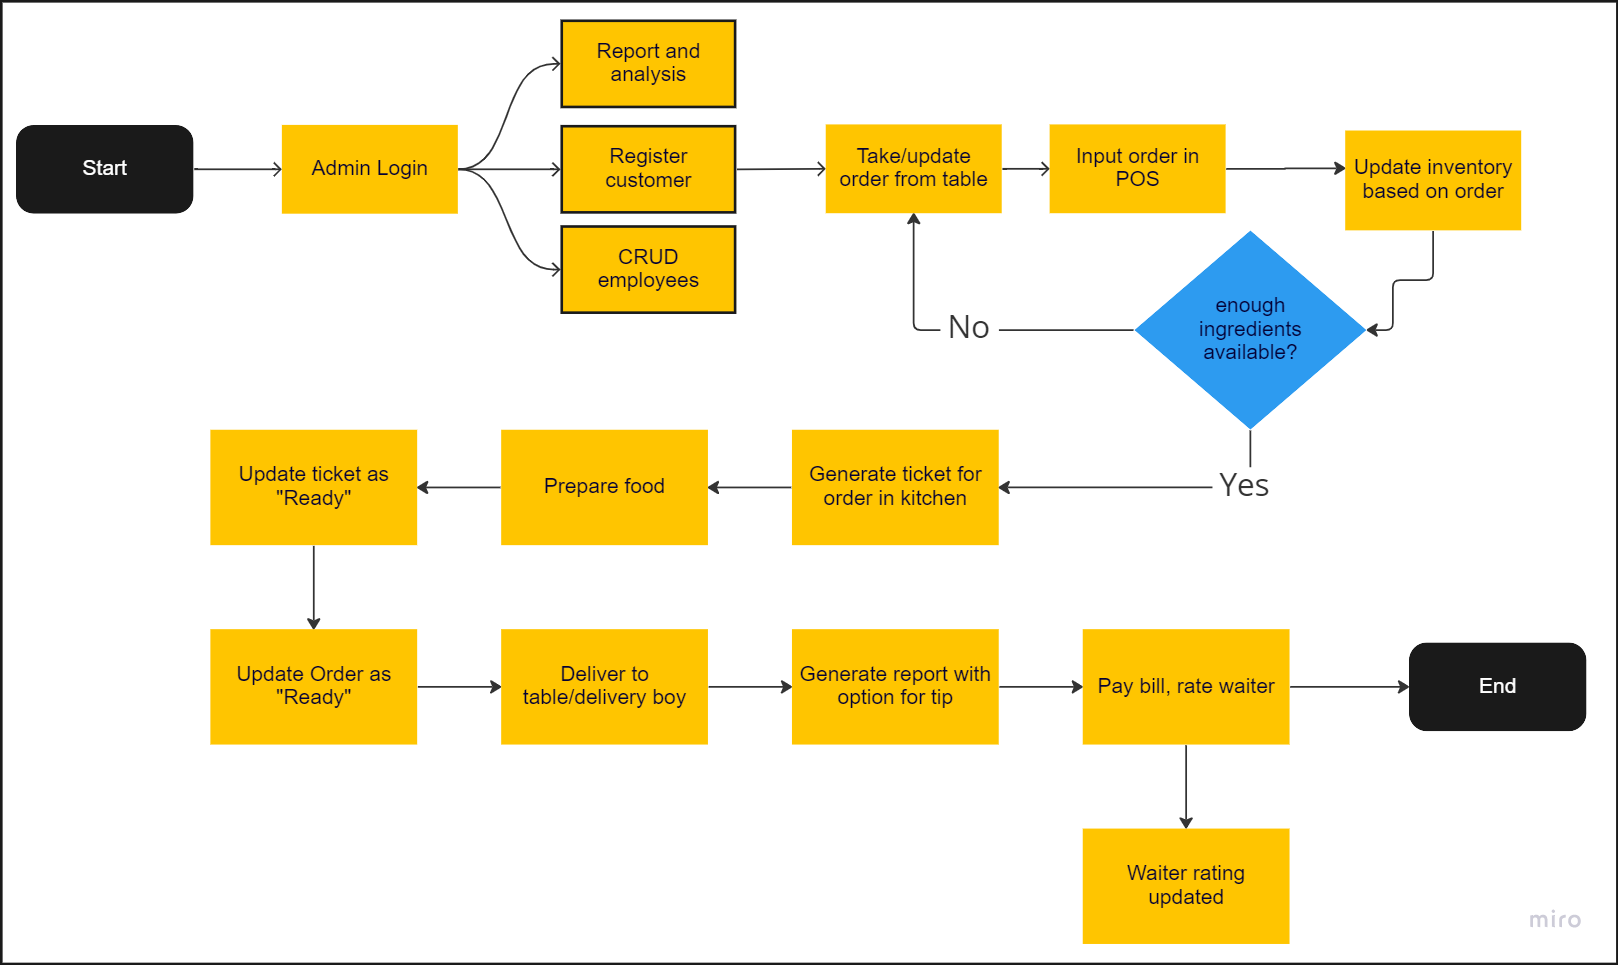 Report and
analysis
Start
Admin Login
Register
customer
Take/update
order from table
Input order in
POS
Update inventory
based on order
CRUD
employees
enough
ingredients
available?
No
Yes
Update ticket as
"Ready"
Prepare food
Generate ticket for
order in kitchen
Update Order as
"Ready"
Deliver to
table/delivery boy
Generate report with
option for tip
Pay bill, rate waiter
End
Waiter rating
updated
miro